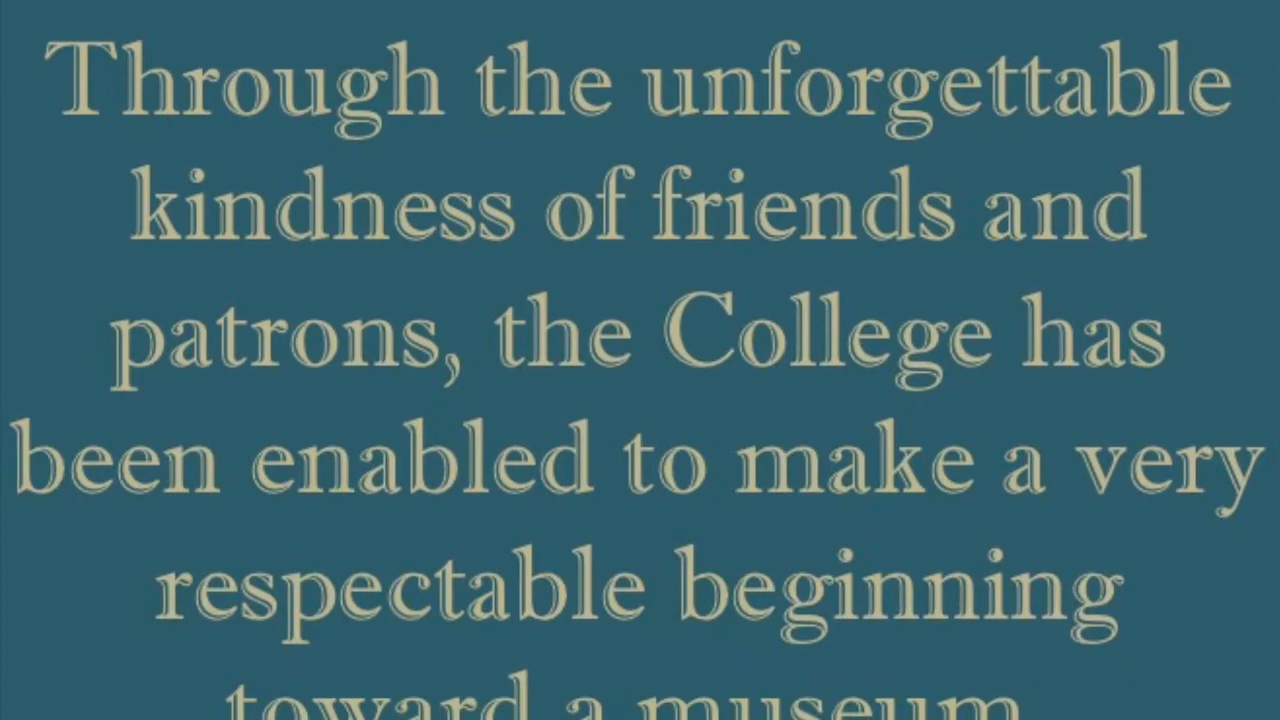 Through the unforgettable
kindness of friends and
patrons, the College has
been enabled to make a very
respectable beginning
toward a museum